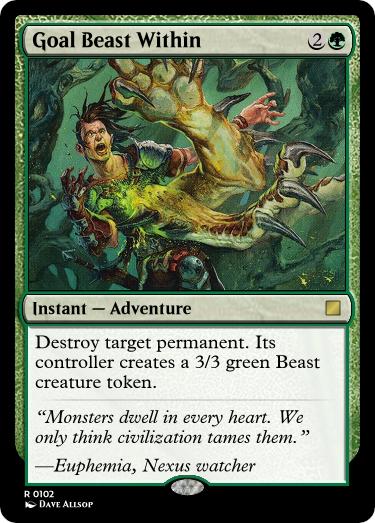 Goal Beast Within 2
Instant — Adventure
Destroy target permanent. Its
controller creates a 3/3 green Beast
creature token.
“Monsters dwell in every heart. We
only think civilization tames them.”
—Euphemia, Nexus watcher
R 0102
Dave Allsop